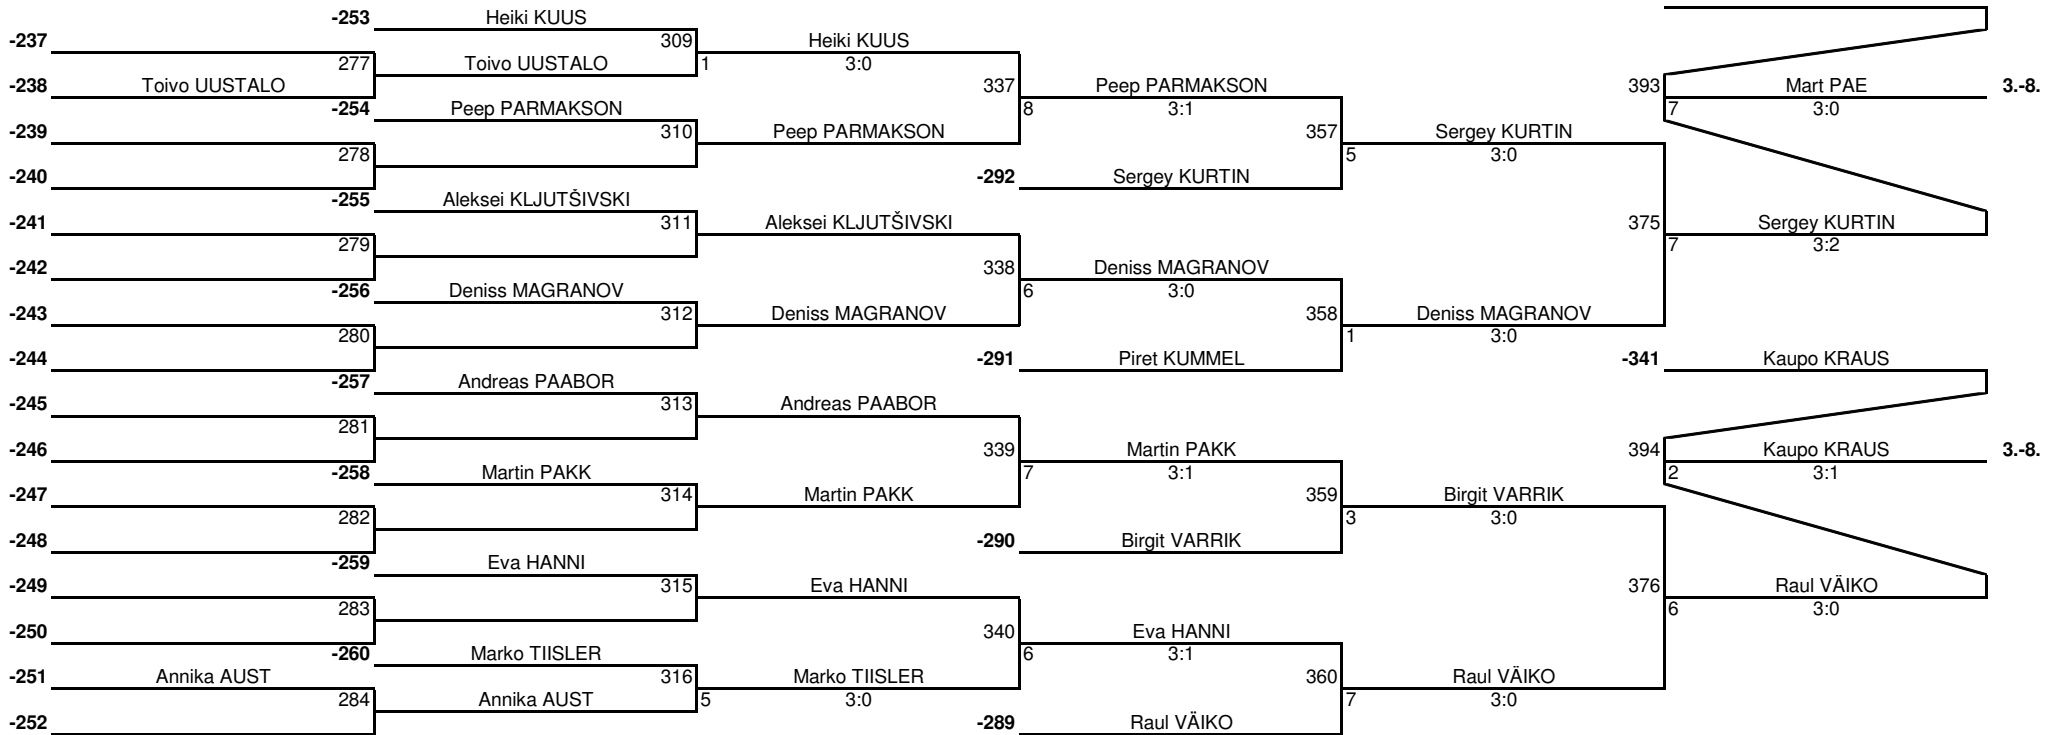 -253 Heiki KUUS
-237 309 Heiki KUUS
277 Toivo UUSTALO 1 3:0
-238 Toivo UUSTALO 337 Peep PARMAKSON 393 Mart PAE 3.-8.
-254 Peep PARMAKSON 8 3:1 7 3:0
-239 310 Peep PARMAKSON 357 Sergey KURTIN
278 5 3:0
-240 -292 Sergey KURTIN
-255 Aleksei KLJUTŠIVSKI
-241 311 Aleksei KLJUTŠIVSKI 375 Sergey KURTIN
279 7 3:2
-242 338 Deniss MAGRANOV
-256 Deniss MAGRANOV 6 3:0
-243 312 Deniss MAGRANOV 358 Deniss MAGRANOV
280 1 3:0
-244 -291 Piret KUMMEL -341 Kaupo KRAUS
-257 Andreas PAABOR
-245 313 Andreas PAABOR
281
-246 339 Martin PAKK 394 Kaupo KRAUS 3.-8.
-258 Martin PAKK 7 3:1 2 3:1
-247 314 Martin PAKK 359 Birgit VARRIK
282 3 3:0
-248 -290 Birgit VARRIK
-259 Eva HANNI
-249 315 Eva HANNI 376 Raul VÄIKO
283 6 3:0
-250 340 Eva HANNI
-260 Marko TIISLER 6 3:1
-251 Annika AUST 316 Marko TIISLER 360 Raul VÄIKO
284 Annika AUST 5 3:0 7 3:0
-252 -289 Raul VÄIKO